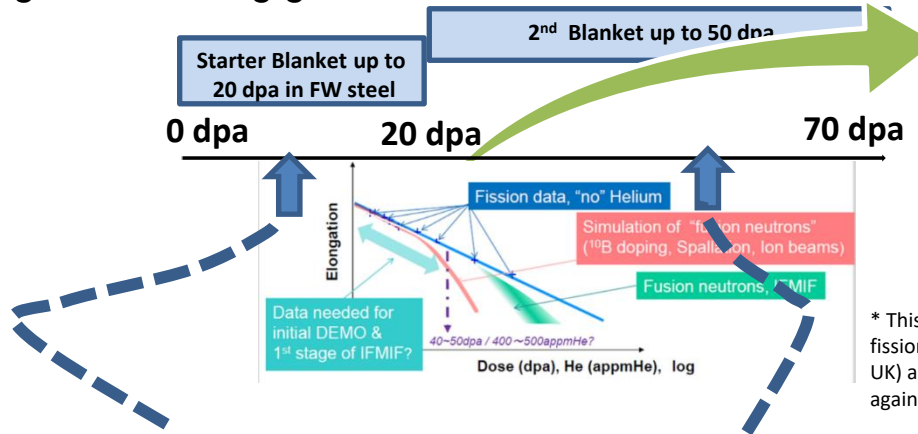 2nd Blanket up to 50 dpa
Starter Blanket up to
20 dpa in FW steel
0 dpa
20 dpa
70 dpa
Fission data, "no" Helium
Simulation of "fusion neutrons"
(10B doping, Spallation, Ion beams)
Elongation
Fusion neutrons, IFMIF
Data needed for
initial DEMO &
1st stage of IFMIF?
40~50dpa / 400~500appmHe?
Dose (dpa), He (appmHe), log
* This
fission
UK) a
again